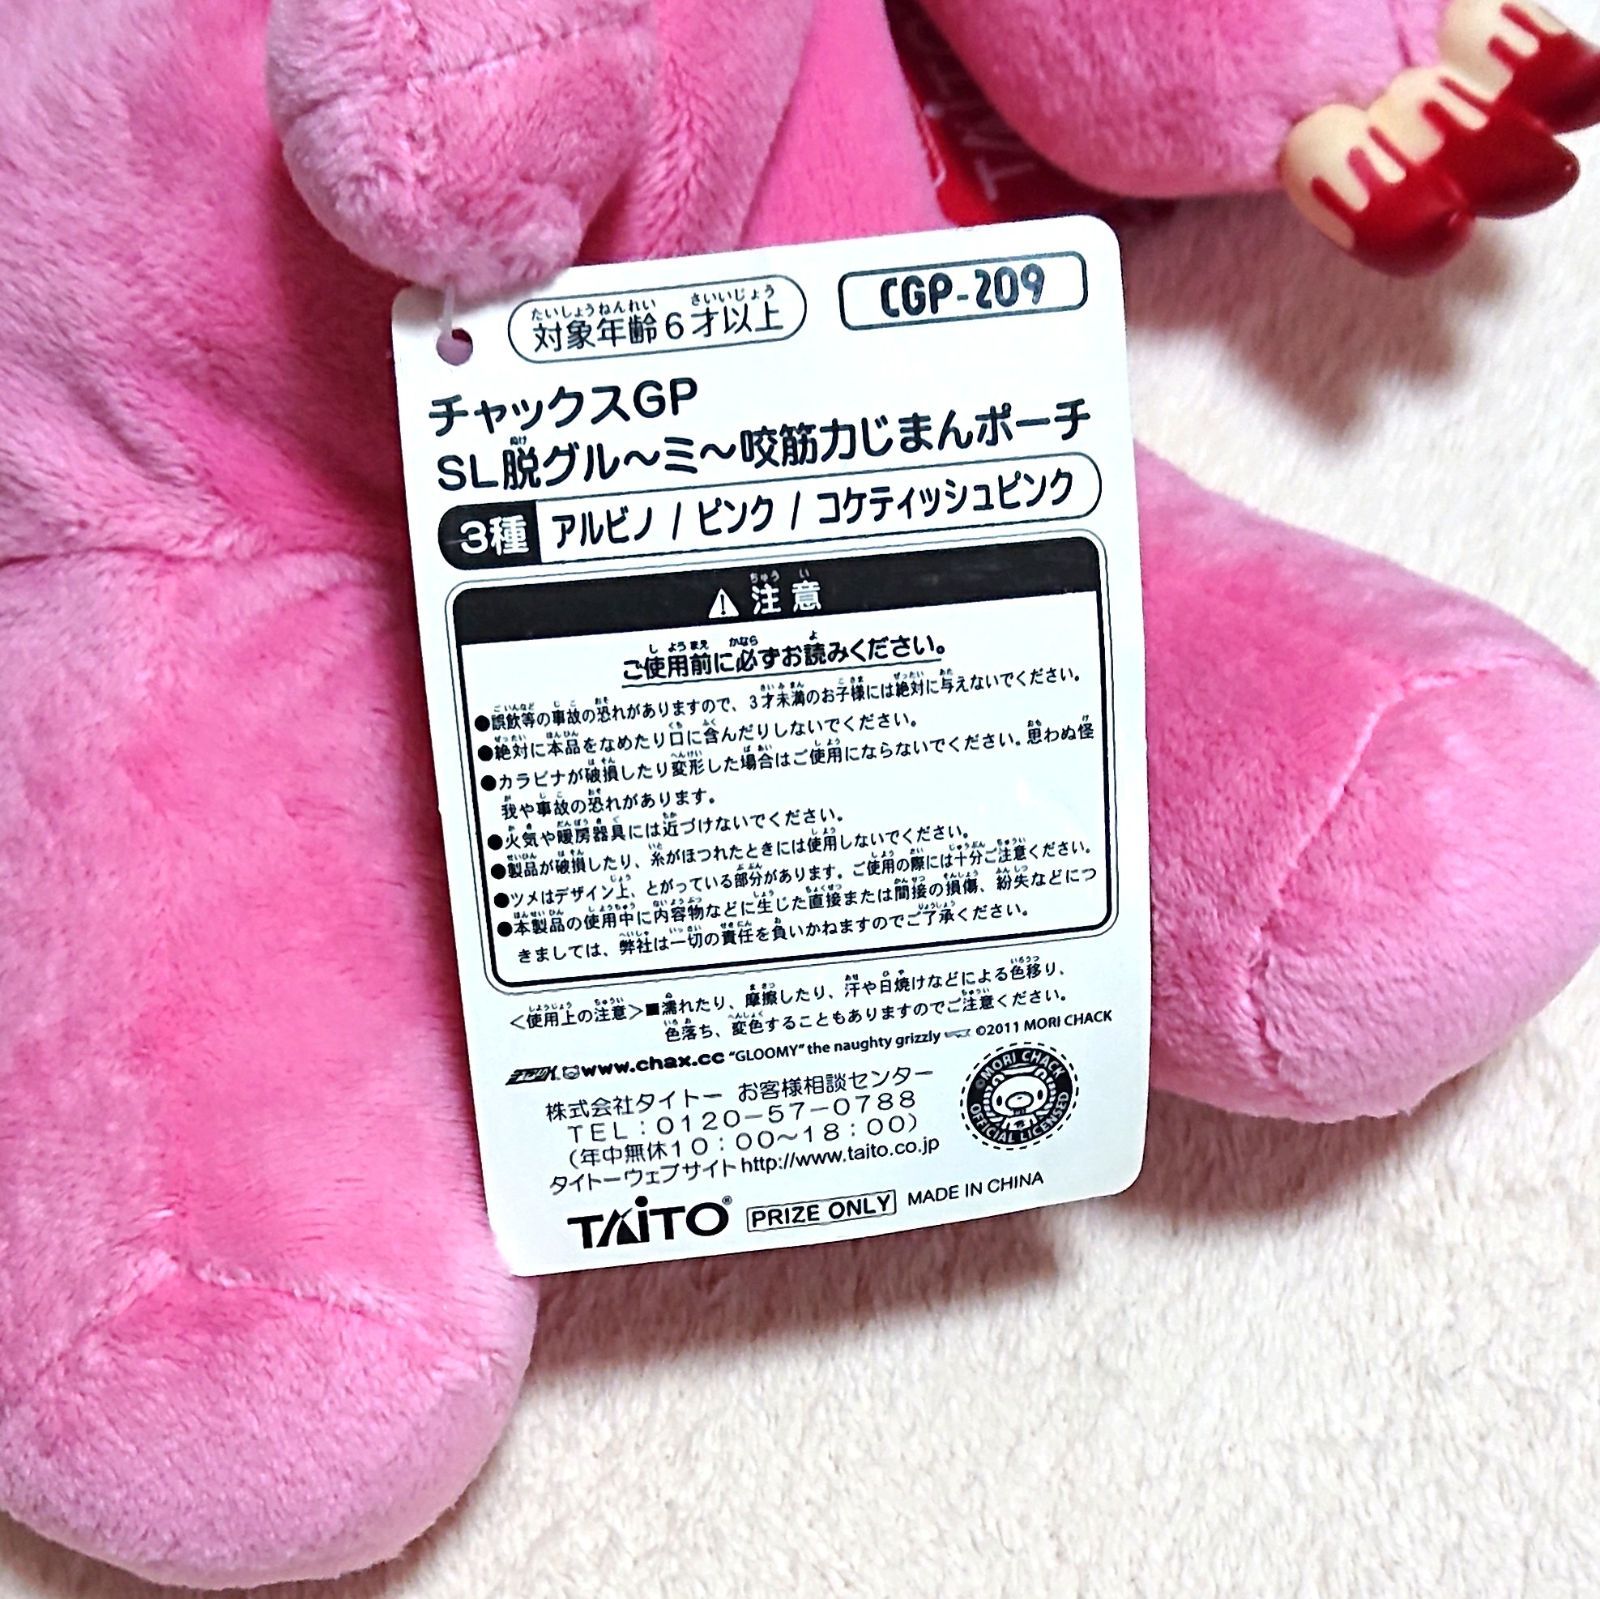 TAITO
対象年齢6才以上
CGP-209
チャックスGP
SL脱グル～ミ～咬筋力じまんポーチ
3種 アルビノ / ピンク / コケティッシュピンク
⚠注意
ご使用前に必ずお読みください。
●誤飲等の事故の恐れがありますので、3才未満のお子様には絶対に与えないでください。
●絶対に本品をなめたり口に含んだりしないでください。
●カラビナが破損したり変形した場合はご使用にならないでください。思わぬ怪
我や事故の恐れがあります。
●火気や暖房器具には近づけないでください。
●製品が破損したり、糸がほつれたときには使用しないでください。
●ツメはデザイン上、とがっている部分があります。ご使用の際には十分ご注意ください。
●本製品の使用中に内容物などに生じた直接または間接の損傷、紛失などにつ
きましては、弊社は一切の責任を負いかねますのでご了承ください。
＜使用上の注意＞■濡れたり、摩擦したり、汗や日焼けなどによる色移り、
色落ち、変色することもありますのでご注意ください。
www.chax.cc "GLOOMY" the naughty grizzly ©2011 MORI CHACK
©MORI CHACK OFFICIAL LICENSED
株式会社タイトー お客様相談センター
TEL：0120-57-0788
(年中無休10：00～18：00)
タイトーウェブサイト http://www.taito.co.jp
TAITO® PRIZE ONLY MADE IN CHINA